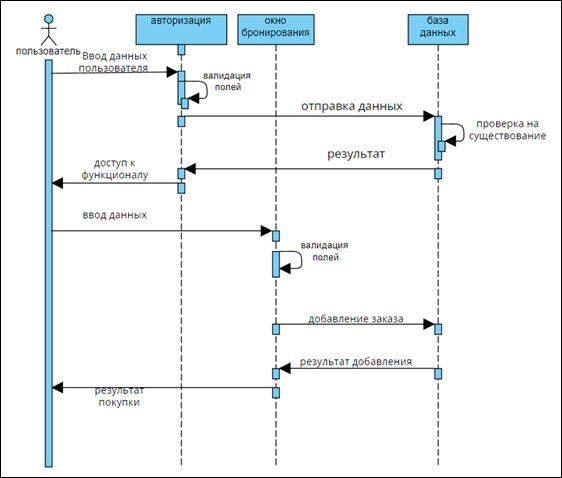 авторизация
окно
бронирования
база
данных
пользователь
Ввод данных
пользователя
валидация
полей
отправка данных
проверка на
существование
результат
доступ к
функционалу
ввод данных
валидация
полей
добавление заказа
результат добавления
результат
покупки